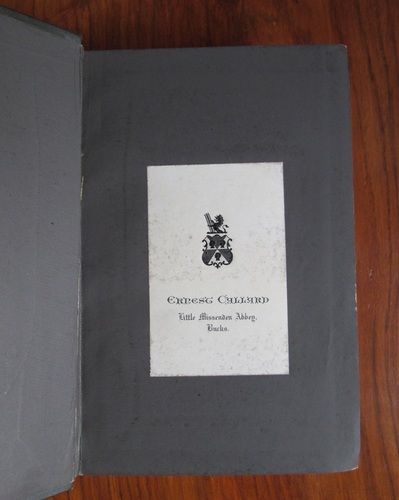 Ernest Callard
Little Missenden Abbey,
Bucks.